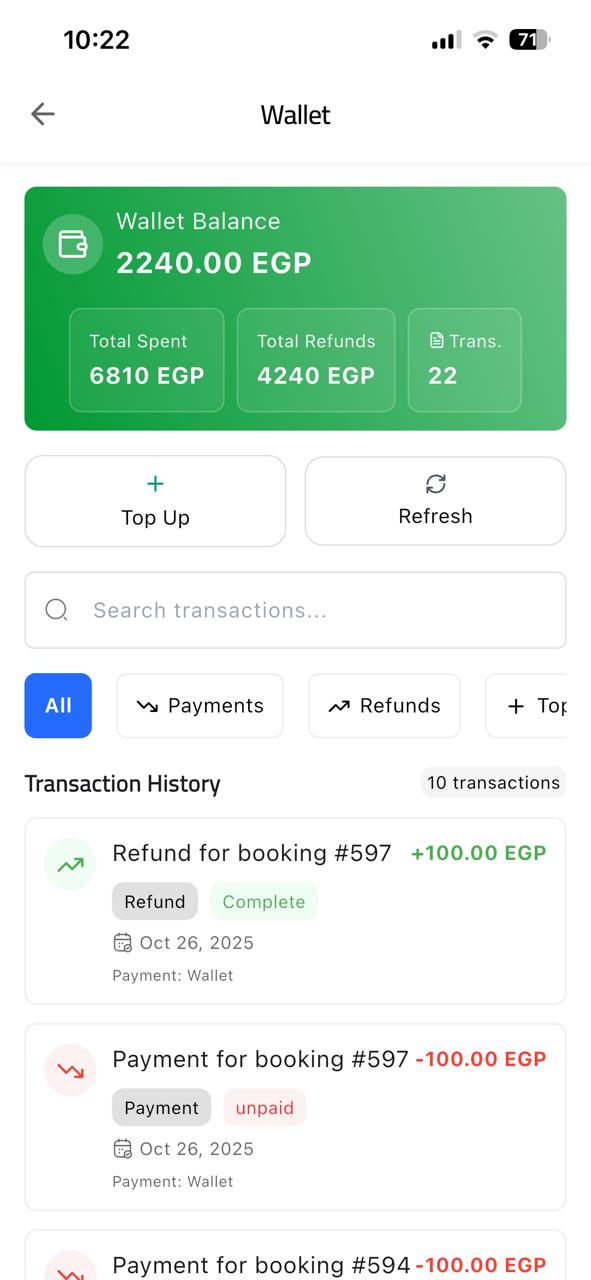 10:22
71
Wallet
Wallet Balance
2240.00 EGP
Total Spent
6810 EGP
Total Refunds
4240 EGP
Trans.
22
Top Up
Refresh
Search transactions...
All
Payments
Refunds
Top
Transaction History
10 transactions
Refund for booking #597 +100.00 EGP
Refund Complete
Oct 26, 2025
Payment: Wallet
Payment for booking #597 -100.00 EGP
Payment unpaid
Oct 26, 2025
Payment: Wallet
Payment for booking #594 -100.00 EGP